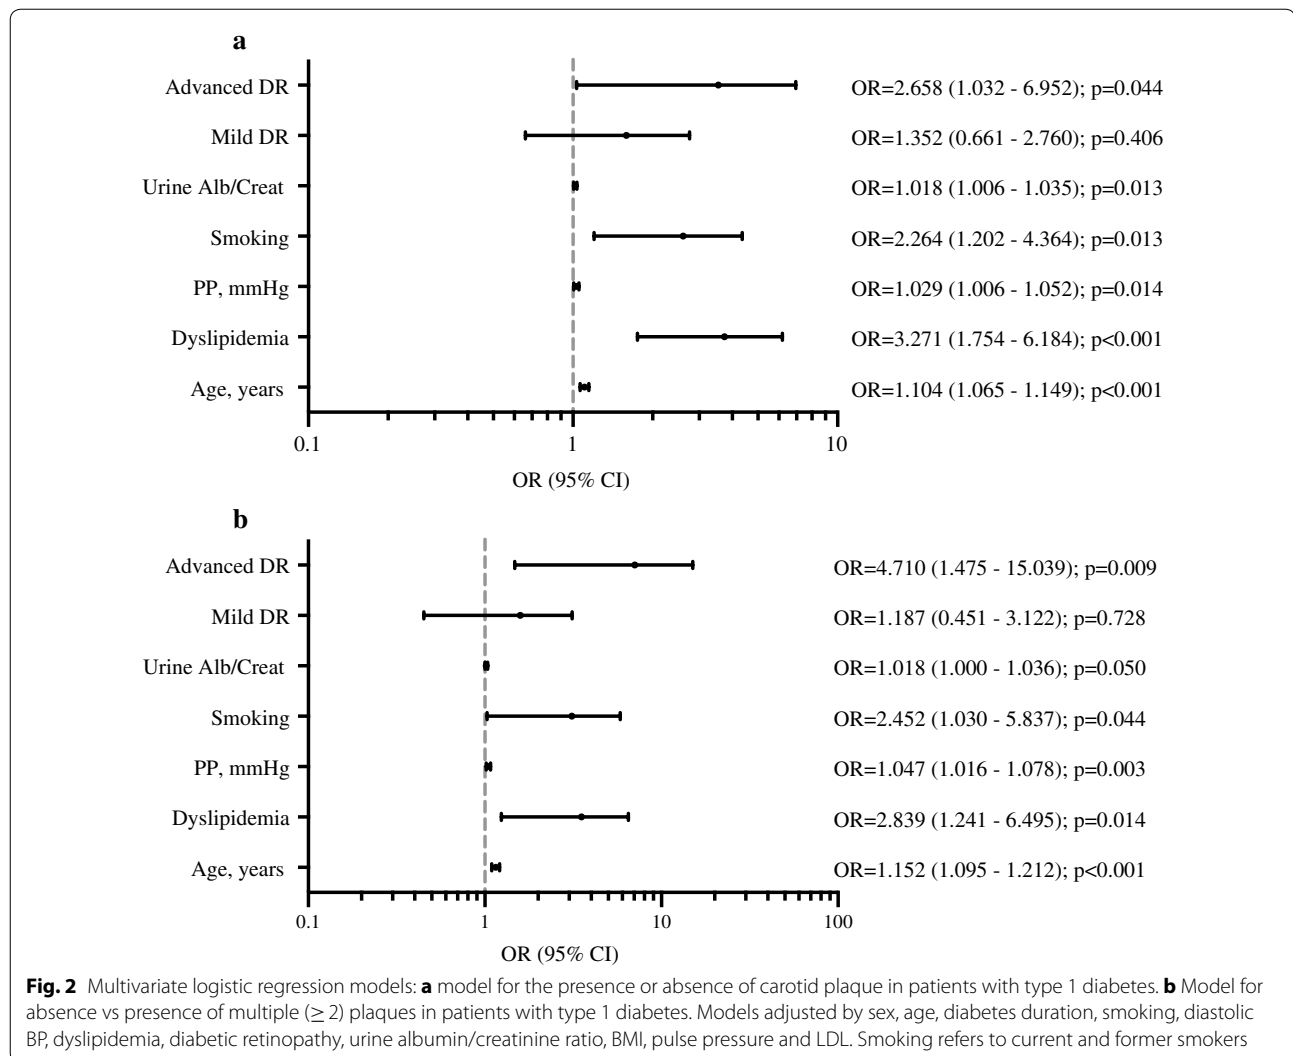 a
Advanced DR OR=2.658 (1.032 - 6.952); p=0.044
Mild DR OR=1.352 (0.661 - 2.760); p=0.406
Urine Alb/Creat OR=1.018 (1.006 - 1.035); p=0.013
Smoking OR=2.264 (1.202 - 4.364); p=0.013
PP, mmHg OR=1.029 (1.006 - 1.052); p=0.014
Dyslipidemia OR=3.271 (1.754 - 6.184); p<0.001
Age, years OR=1.104 (1.065 - 1.149); p<0.001
0.1 1 10
OR (95% CI)
b
Advanced DR OR=4.710 (1.475 - 15.039); p=0.009
Mild DR OR=1.187 (0.451 - 3.122); p=0.728
Urine Alb/Creat OR=1.018 (1.000 - 1.036); p=0.050
Smoking OR=2.452 (1.030 - 5.837); p=0.044
PP, mmHg OR=1.047 (1.016 - 1.078); p=0.003
Dyslipidemia OR=2.839 (1.241 - 6.495); p=0.014
Age, years OR=1.152 (1.095 - 1.212); p<0.001
0.1 1 10 100
OR (95% CI)
Fig. 2 Multivariate logistic regression models: a model for the presence or absence of carotid plaque in patients with type 1 diabetes. b Model for
absence vs presence of multiple (≥ 2) plaques in patients with type 1 diabetes. Models adjusted by sex, age, diabetes duration, smoking, diastolic
BP, dyslipidemia, diabetic retinopathy, urine albumin/creatinine ratio, BMI, pulse pressure and LDL. Smoking refers to current and former smokers